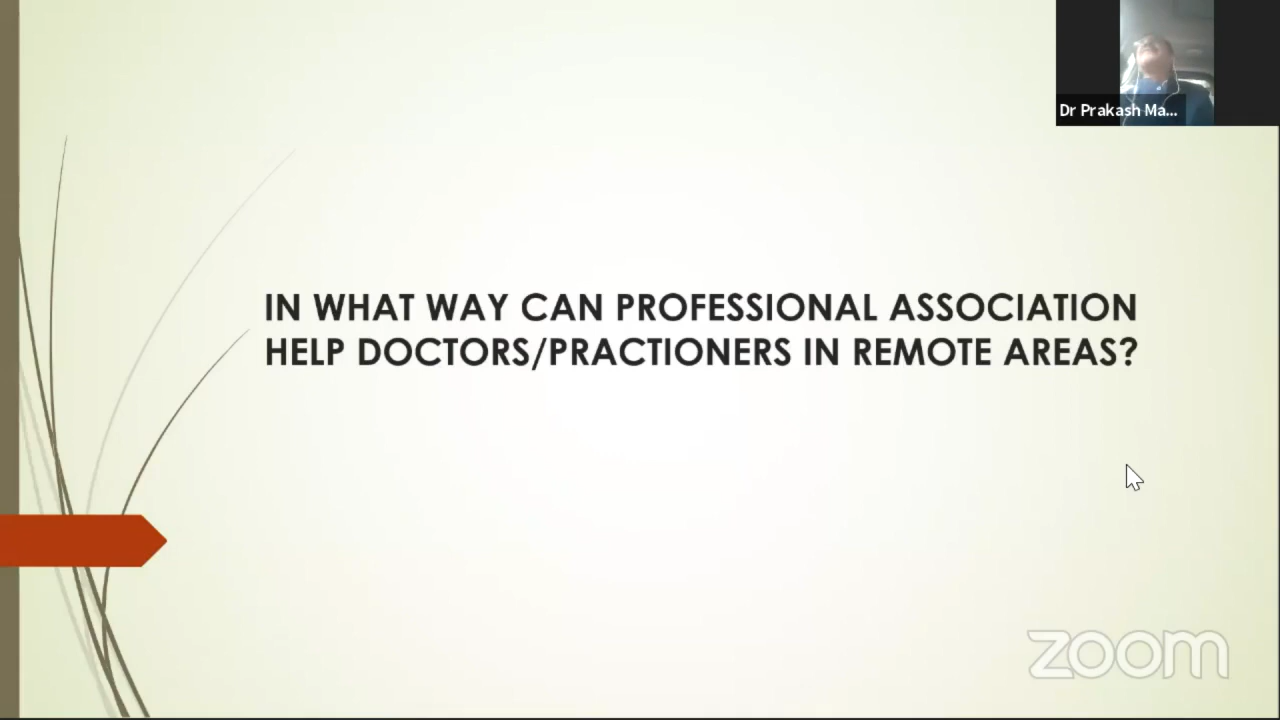 Dr Prakash Ma...
IN WHAT WAY CAN PROFESSIONAL ASSOCIATION
HELP DOCTORS/PRACTIONERS IN REMOTE AREAS?
zoom